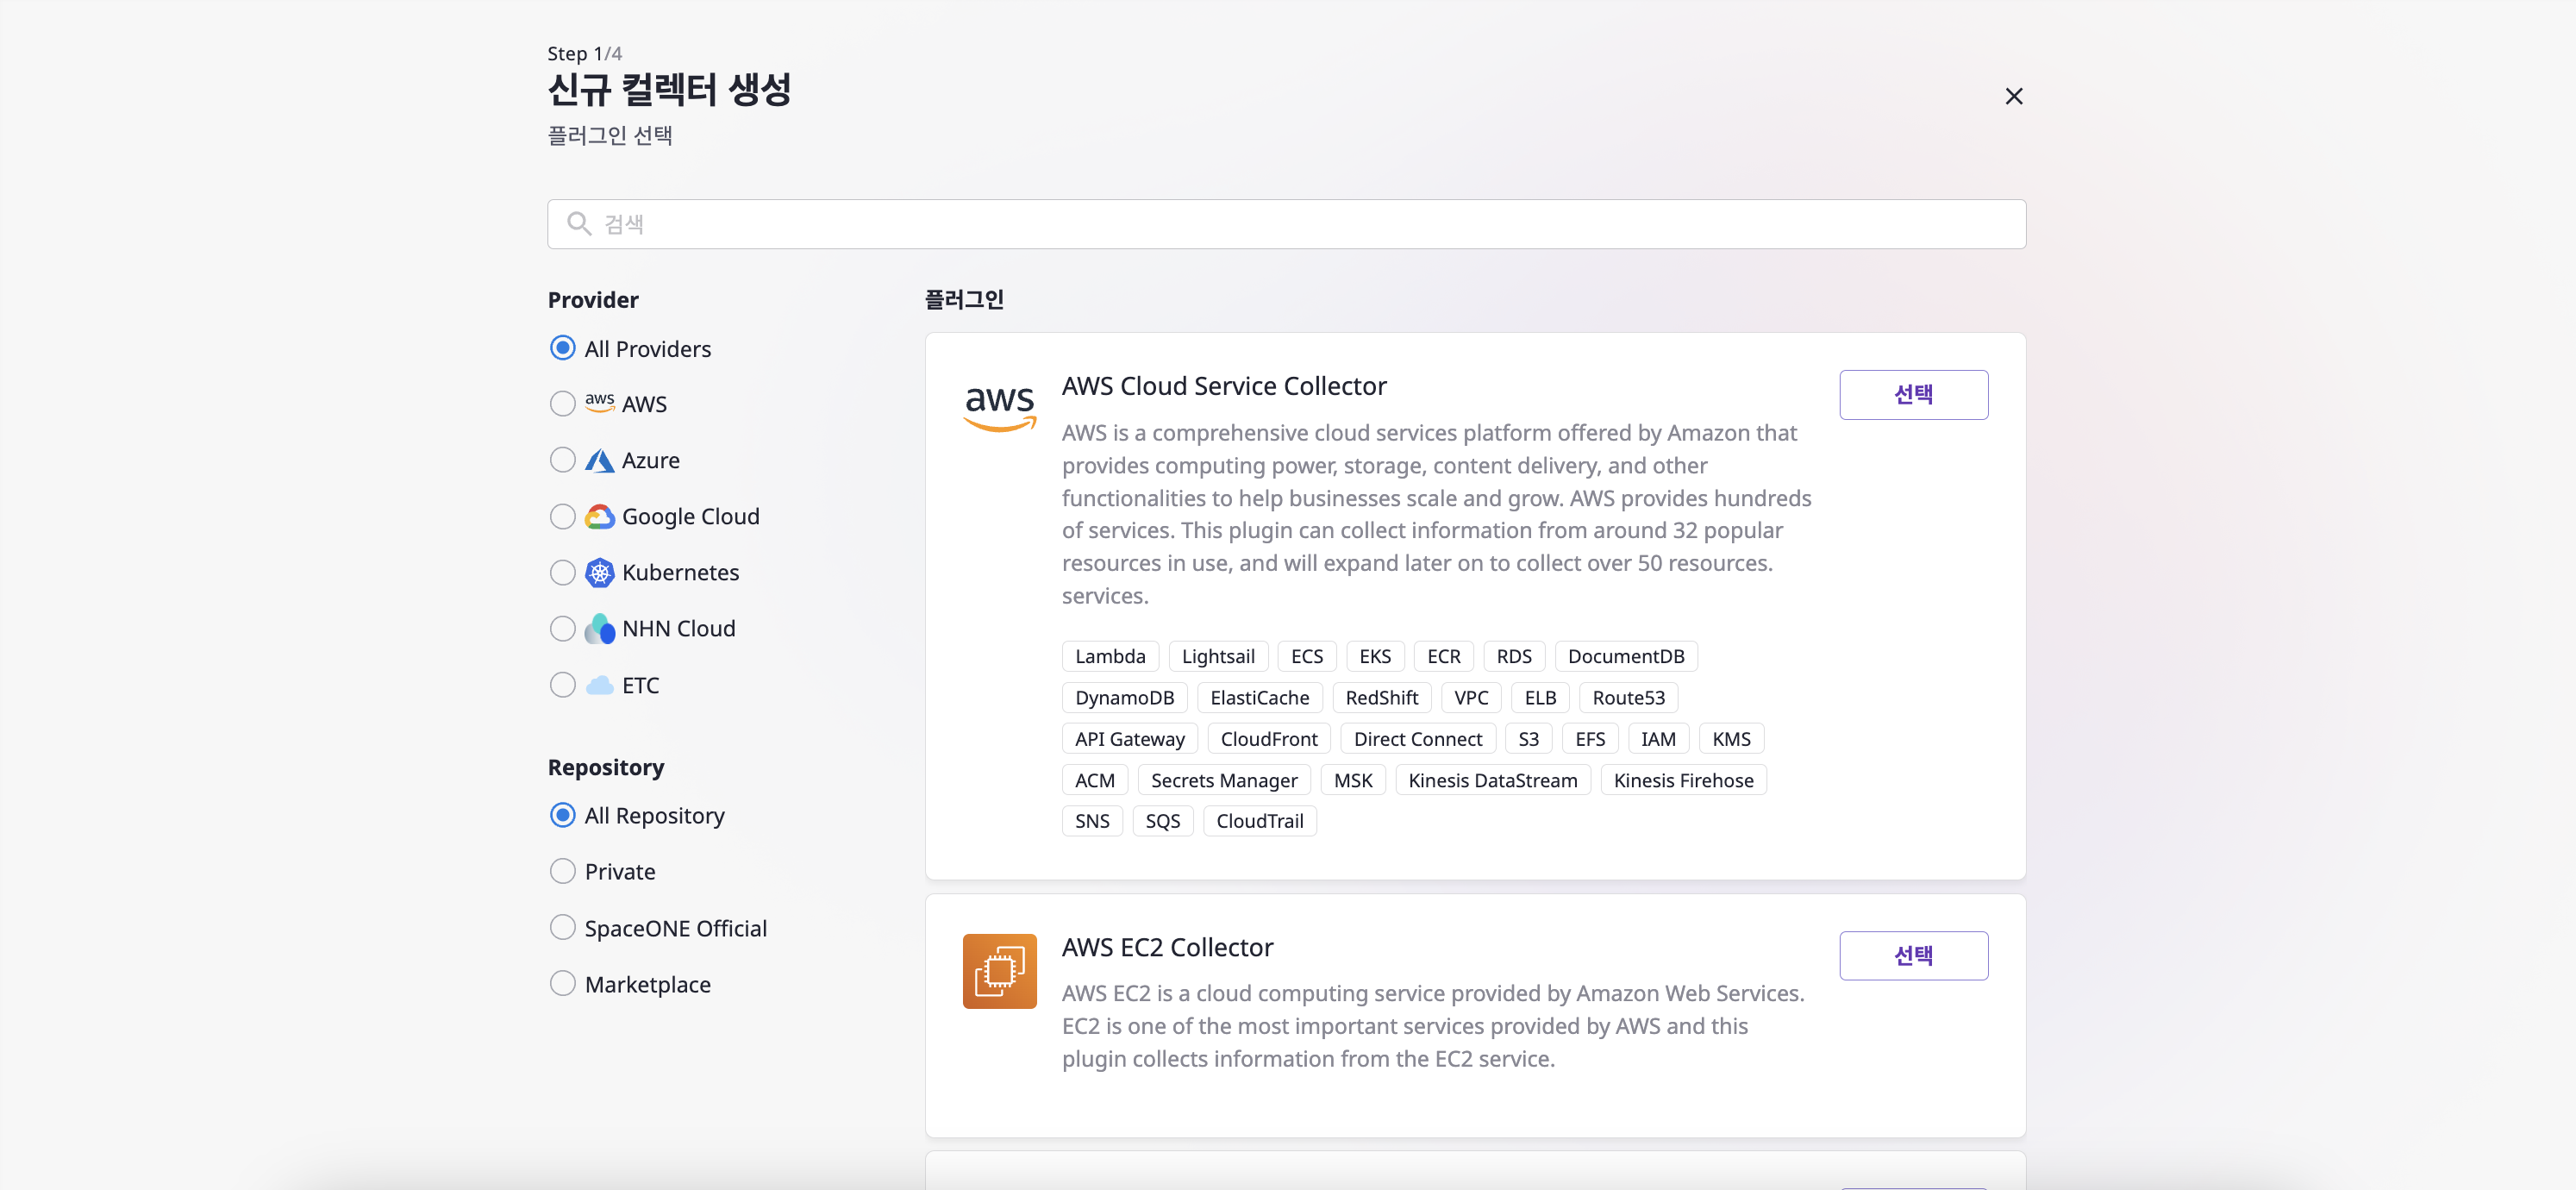 Step 1/4
신규 컬렉터 생성
플러그인 선택
검색
Provider
All Providers
aws AWS
Azure
Google Cloud
Kubernetes
NHN Cloud
ETC
Repository
All Repository
Private
SpaceONE Official
Marketplace
플러그인
aws
AWS Cloud Service Collector
선택
AWS is a comprehensive cloud services platform offered by Amazon that
provides computing power, storage, content delivery, and other
functionalities to help businesses scale and grow. AWS provides hundreds
of services. This plugin can collect information from around 32 popular
resources in use, and will expand later on to collect over 50 resources.
services.
Lambda Lightsail ECS EKS ECR RDS DocumentDB
DynamoDB ElastiCache RedShift VPC ELB Route53
API Gateway CloudFront Direct Connect S3 EFS IAM KMS
ACM Secrets Manager MSK Kinesis DataStream Kinesis Firehose
SNS SQS CloudTrail
AWS EC2 Collector
선택
AWS EC2 is a cloud computing service provided by Amazon Web Services.
EC2 is one of the most important services provided by AWS and this
plugin collects information from the EC2 service.